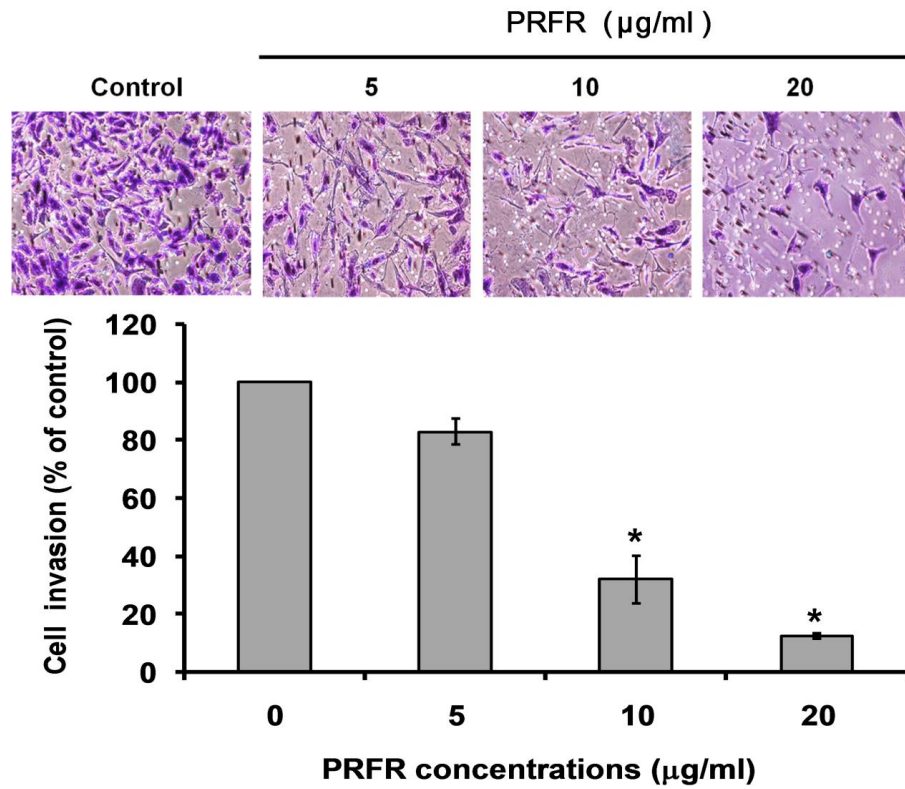 PRFR (µg/ml)
Control 5 10 20
Cell invasion (% of control)
120
100
80
60
40
20
0
*
*
0 5 10 20
PRFR concentrations (µg/ml)